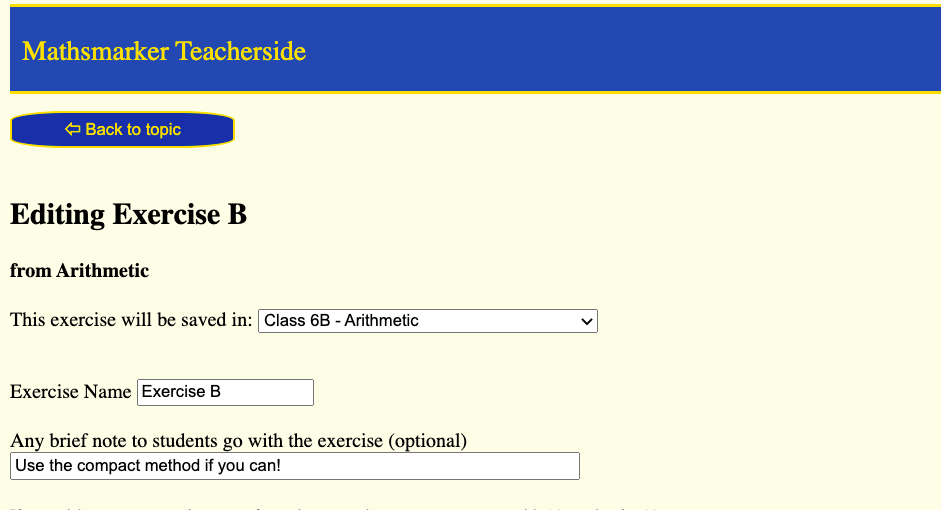 Mathsmarker Teacherside
⇦ Back to topic
Editing Exercise B
from Arithmetic
This exercise will be saved in: Class 6B - Arithmetic
Exercise Name Exercise B
Any brief note to students go with the exercise (optional)
Use the compact method if you can!